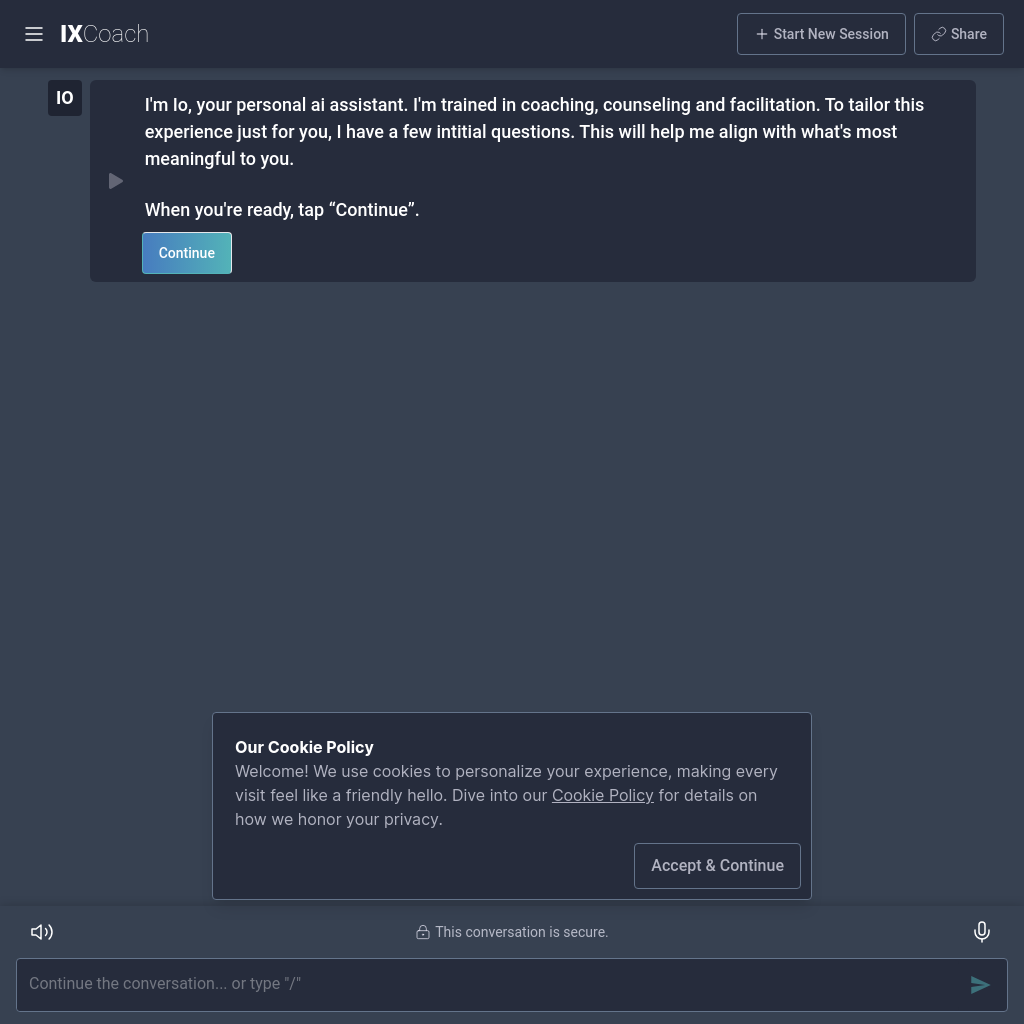 IXCoach
Start New Session
Share
IO
I'm Io, your personal ai assistant. I'm trained in coaching, counseling and facilitation. To tailor this
experience just for you, I have a few intitial questions. This will help me align with what's most
meaningful to you.
When you're ready, tap “Continue”.
Continue
Our Cookie Policy
Welcome! We use cookies to personalize your experience, making every
visit feel like a friendly hello. Dive into our Cookie Policy for details on
how we honor your privacy.
Accept & Continue
This conversation is secure.
Continue the conversation... or type "/"